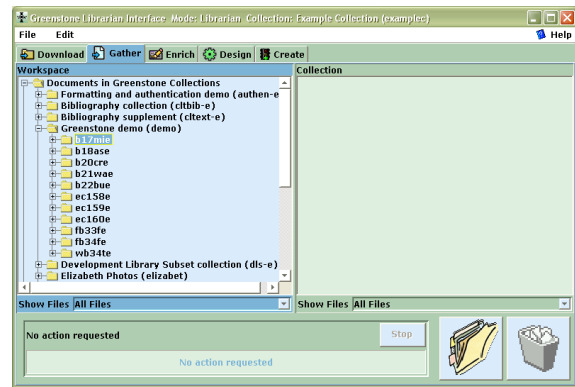 Greenstone Librarian Interface Mode: Librarian Collection: Example Collection (examplec)
File Edit Help
Download Gather Enrich Design Create
Workspace Collection
Documents in Greenstone Collections
Formatting and authentication demo (authen-e
Bibliography collection (cltbib-e)
Bibliography supplement (cltext-e)
Greenstone demo (demo)
b17mie
b18ase
b20cre
b21wae
b22bue
ec158e
ec159e
ec160e
fb33fe
fb34fe
wb34te
Development Library Subset collection (dls-e)
Elizabeth Photos (elizabet)
Show Files All Files Show Files All Files
No action requested Stop
No action requested